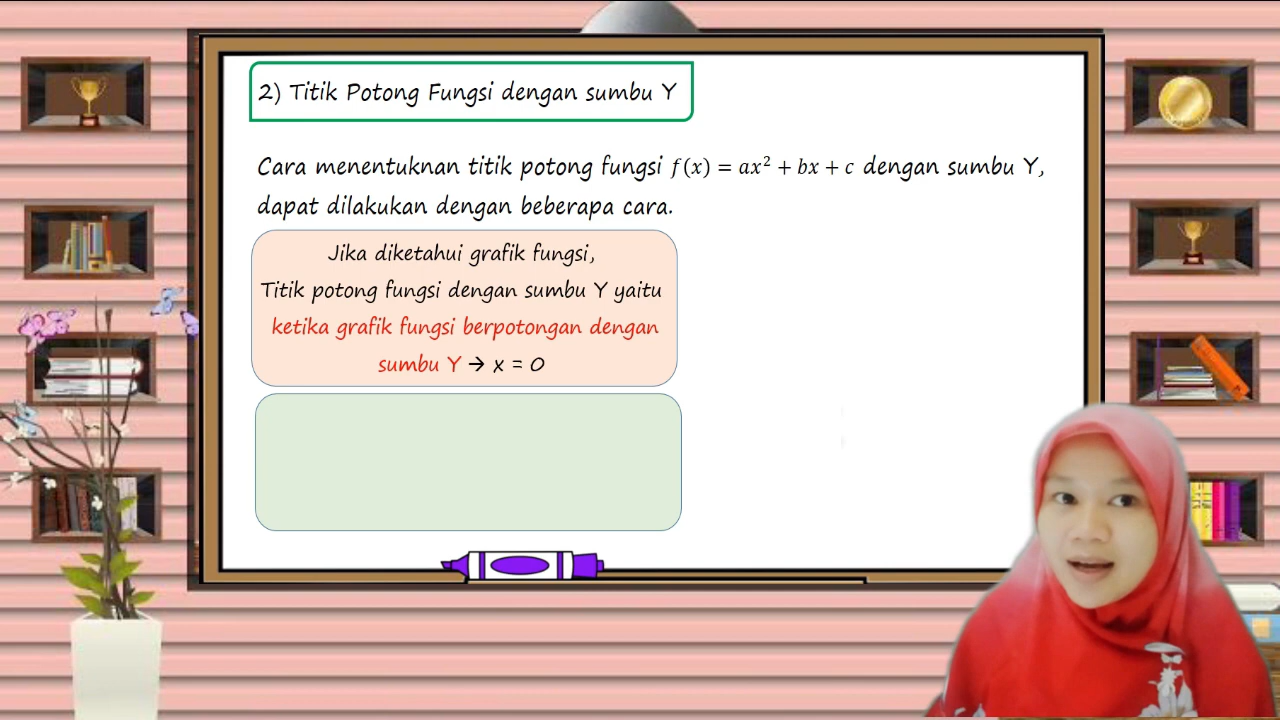 2) Titik Potong Fungsi dengan sumbu Y
Cara menentuknan titik potong fungsi f(x) = ax² + bx + c dengan sumbu Y,
dapat dilakukan dengan beberapa cara.
Jika diketahui grafik fungsi,
Titik potong fungsi dengan sumbu Y yaitu
ketika grafik fungsi berpotongan dengan
sumbu Y → x = 0